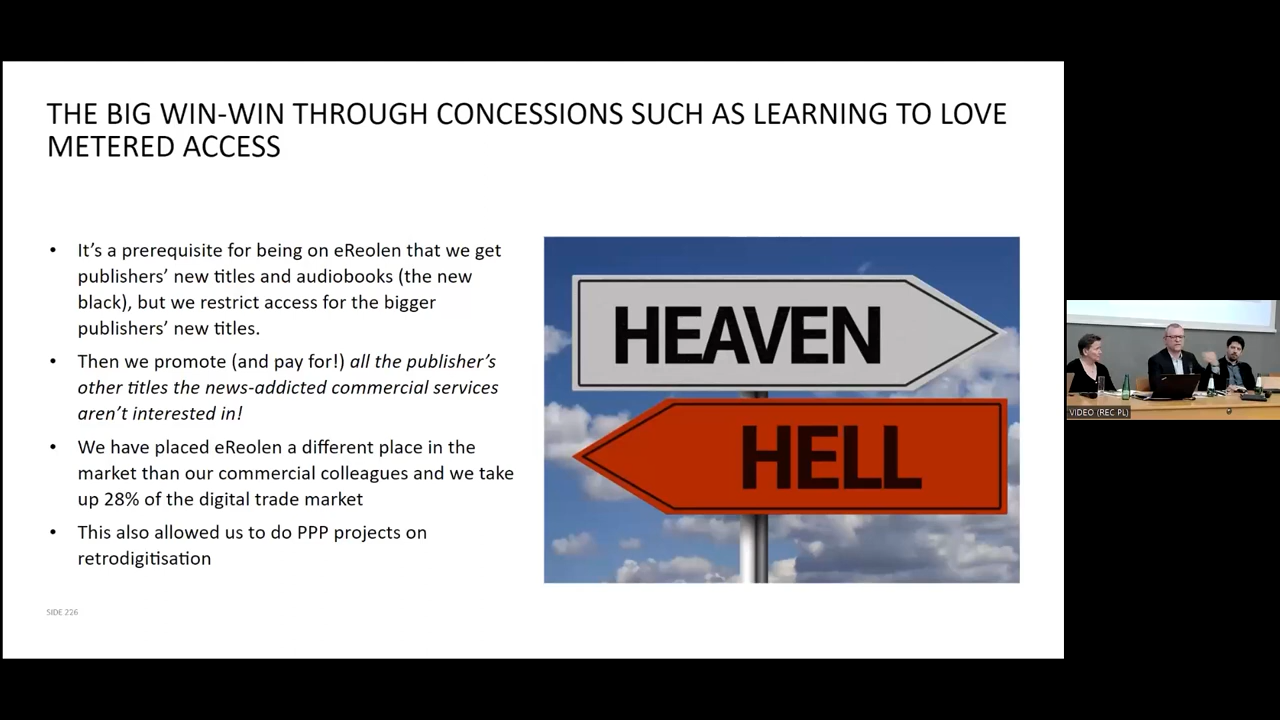 THE BIG WIN-WIN THROUGH CONCESSIONS SUCH AS LEARNING TO LOVE
METERED ACCESS
• It's a prerequisite for being on eReolen that we get
publishers' new titles and audiobooks (the new
black), but we restrict access for the bigger
publishers' new titles.
• Then we promote (and pay for!) all the publisher's
other titles the news-addicted commercial services
aren't interested in!
• We have placed eReolen a different place in the
market than our commercial colleagues and we take
up 28% of the digital trade market
• This also allowed us to do PPP projects on
retrodigitisation
HEAVEN
HELL
SIDE 226
VIDEO (REC PL)